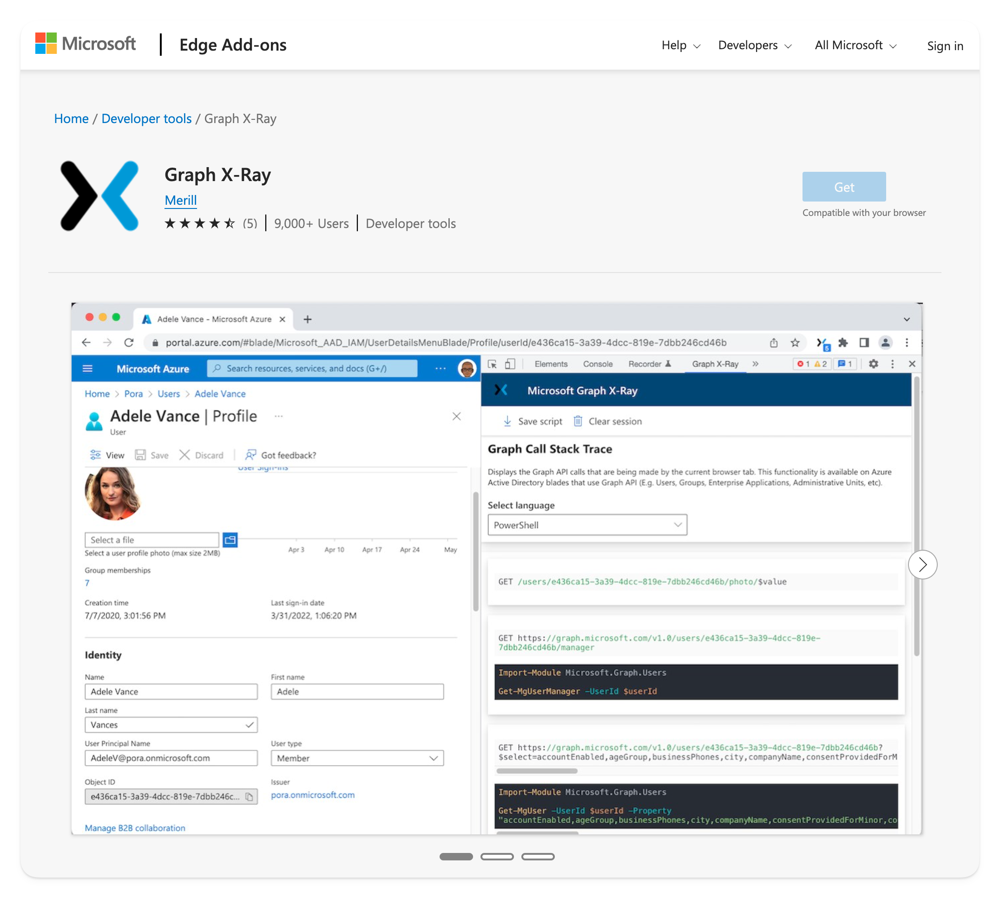 Microsoft | Edge Add-ons Help Developers All Microsoft Sign in
Home / Developer tools / Graph X-Ray
Graph X-Ray
Merill
(5) | 9,000+ Users | Developer tools
Get
Compatible with your browser
Adele Vance - Microsoft Azure
portal.azure.com/#blade/Microsoft_AAD_IAM/UserDetailsMenuBlade/Profile/userId/e436ca15-3a39-4dcc-819e-7dbb246cd46b
5
Microsoft Azure
Search resources, services, and docs (G+/)
Home > Pora > Users > Adele Vance
Adele Vance | Profile
User
View Save Discard Got feedback?
User Sign-ins
Select a file
Select a user profile photo (max size 2MB)
Apr 3 Apr 10 Apr 17 Apr 24 May
Group memberships
7
Creation time
7/7/2020, 3:01:56 PM
Last sign-in date
3/31/2022, 1:06:20 PM
Identity
Name
Adele Vance
First name
Adele
Last name
Vances
User Principal Name
AdeleV@pora.onmicrosoft.com
User type
Member
Object ID
e436ca15-3a39-4dcc-819e-7dbb246c...
Issuer
pora.onmicrosoft.com
Manage B2B collaboration
Elements Console Recorder Graph X-Ray 1 2 1
Microsoft Graph X-Ray
Save script Clear session
Graph Call Stack Trace
Displays the Graph API calls that are being made by the current browser tab. This functionality is available on Azure
Active Directory blades that use Graph API (E.g. Users, Groups, Enterprise Applications, Administrative Units, etc).
Select language
PowerShell
GET /users/e436ca15-3a39-4dcc-819e-7dbb246cd46b/photo/$value
GET https://graph.microsoft.com/v1.0/users/e436ca15-3a39-4dcc-819e-
7dbb246cd46b/manager
Import-Module Microsoft.Graph.Users
Get-MgUserManager -UserId $userId
GET https://graph.microsoft.com/v1.0/users/e436ca15-3a39-4dcc-819e-7dbb246cd46b?
$select=accountEnabled,ageGroup,businessPhones,city,companyName,consentProvidedForM
Import-Module Microsoft.Graph.Users
Get-MgUser -UserId $userId -Property
"accountEnabled,ageGroup,businessPhones,city,companyName,consentProvidedForMinor,co